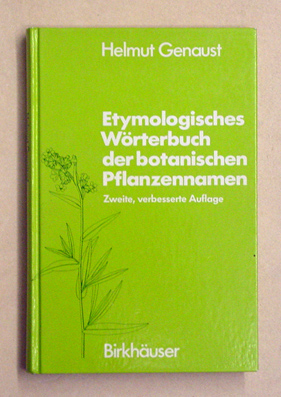 Helmut Genaust
Etymologisches
Wörterbuch
der botanischen
Pflanzennamen
Zweite, verbesserte Auflage
Birkhäuser